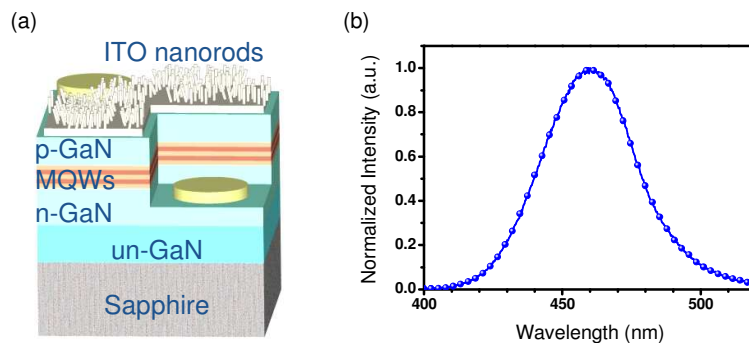 (a)
ITO nanorods
p-GaN
MQWs
n-GaN
un-GaN
Sapphire
(b)
Normalized Intensity (a.u.)
1.0
0.8
0.6
0.4
0.2
0.0
400 450 500
Wavelength (nm)